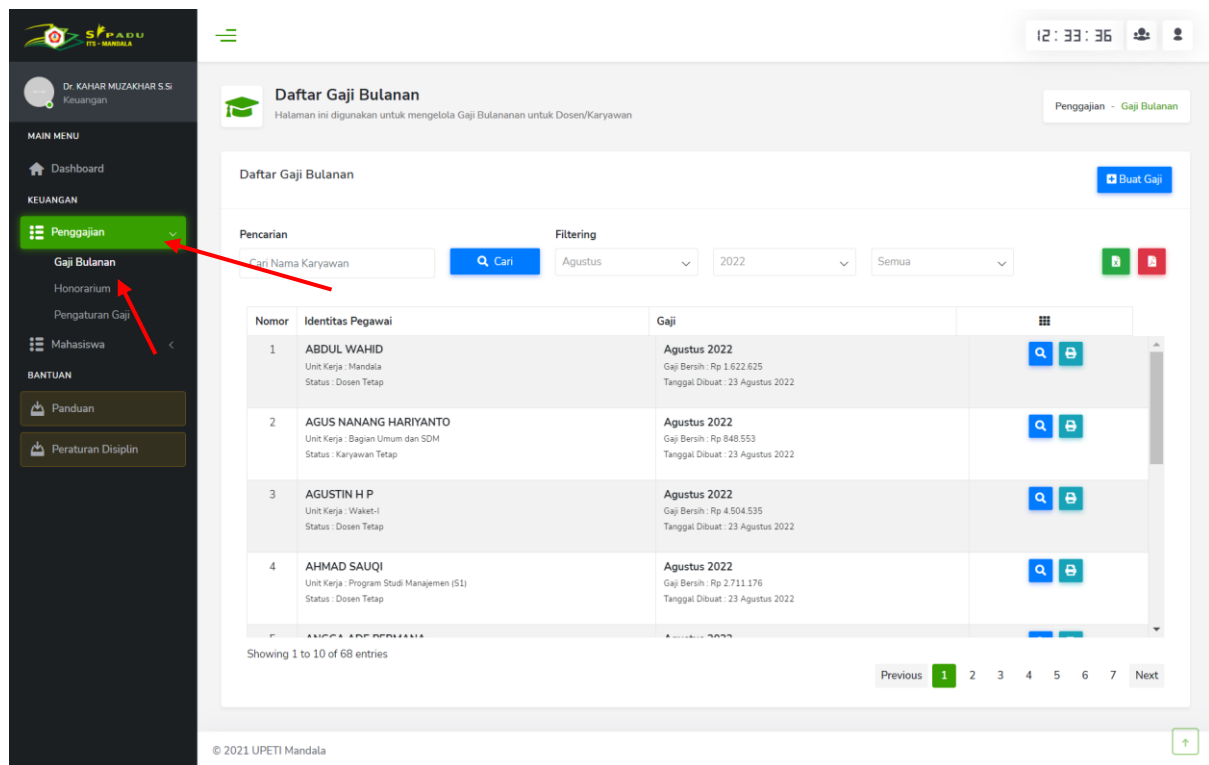 SIPADU
ITS - MANDALA
12 : 33 : 36
Dr. KAHAR MUZAKHAR S.Si
Keuangan
MAIN MENU
Dashboard
KEUANGAN
Penggajian
Gaji Bulanan
Honorarium
Pengaturan Gaji
Mahasiswa
BANTUAN
Panduan
Peraturan Disiplin
Daftar Gaji Bulanan
Halaman ini digunakan untuk mengelola Gaji Bulananan untuk Dosen/Karyawan
Penggajian - Gaji Bulanan
Daftar Gaji Bulanan
Buat Gaji
Pencarian Filtering
Cari Nama Karyawan Cari Agustus 2022 Semua
Nomor Identitas Pegawai Gaji
1 ABDUL WAHID Agustus 2022
Unit Kerja : Mandala Gaji Bersih : Rp 1.622.625
Status : Dosen Tetap Tanggal Dibuat : 23 Agustus 2022
2 AGUS NANANG HARIYANTO Agustus 2022
Unit Kerja : Bagian Umum dan SDM Gaji Bersih : Rp 848.553
Status : Karyawan Tetap Tanggal Dibuat : 23 Agustus 2022
3 AGUSTIN H P Agustus 2022
Unit Kerja : Waket-I Gaji Bersih : Rp 4.504.535
Status : Dosen Tetap Tanggal Dibuat : 23 Agustus 2022
4 AHMAD SAUQI Agustus 2022
Unit Kerja : Program Studi Manajemen (S1) Gaji Bersih : Rp 2.711.176
Status : Dosen Tetap Tanggal Dibuat : 23 Agustus 2022
5 ANGGA ADE PERMANA Agustus 2022
Showing 1 to 10 of 68 entries
Previous 1 2 3 4 5 6 7 Next
© 2021 UPETI Mandala